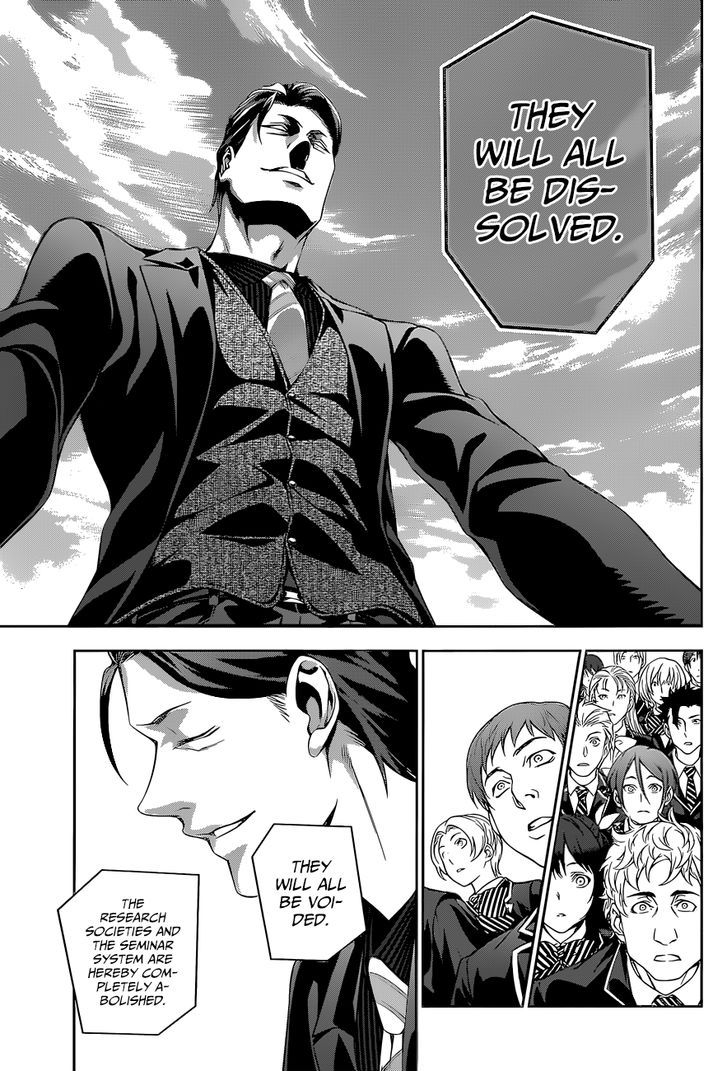 THEY
WILL ALL
BE DIS-
SOLVED.
THEY
WILL ALL
BE VOI-
DED.
THE
RESEARCH
SOCIETIES AND
THE SEMINAR
SYSTEM ARE
HEREBY COM-
PLETELY A-
BOLISHED.